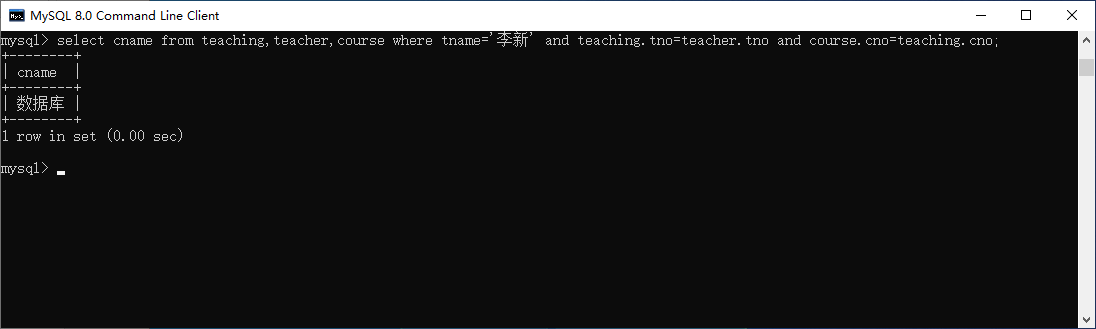 MySQL 8.0 Command Line Client
mysql> select cname from teaching,teacher,course where tname='李新' and teaching.tno=teacher.tno and course.cno=teaching.cno;
+--------+
| cname  |
+--------+
| 数据库 |
+--------+
1 row in set (0.00 sec)
mysql>